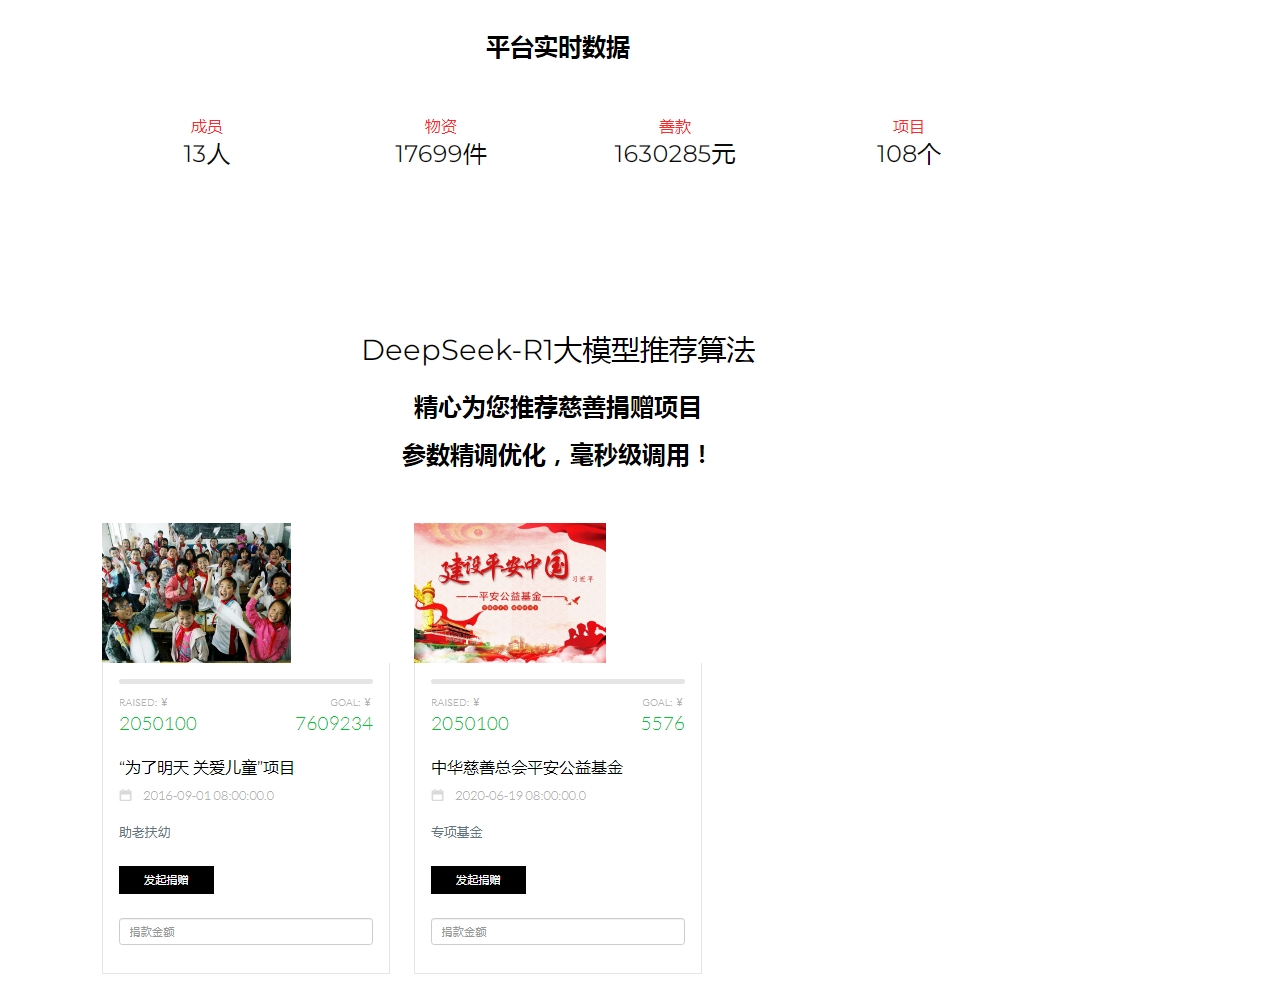 平台实时数据
成员
13人
物资
17699件
善款
1630285元
项目
108个
DeepSeek-R1大模型推荐算法
精心为您推荐慈善捐赠项目
参数精调优化，毫秒级调用！
建设平安中国
习近平
——平安公益基金——
RAISED: ¥
GOAL: ¥
2050100
7609234
“为了明天 关爱儿童”项目
2016-09-01 08:00:00.0
助老扶幼
发起捐赠
捐款金额
RAISED: ¥
GOAL: ¥
2050100
5576
中华慈善总会平安公益基金
2020-06-19 08:00:00.0
专项基金
发起捐赠
捐款金额